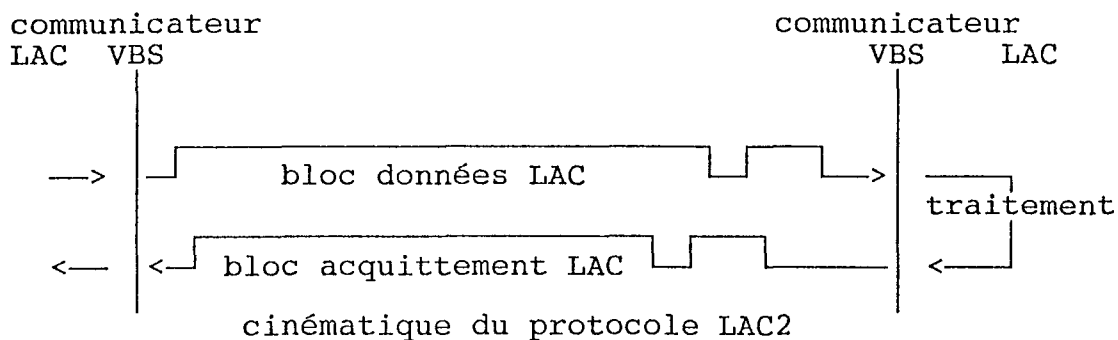 communicateur communicateur
LAC VBS VBS LAC
—> bloc données LAC >
traitement
<— <— bloc acquittement LAC <—
cinématique du protocole LAC2